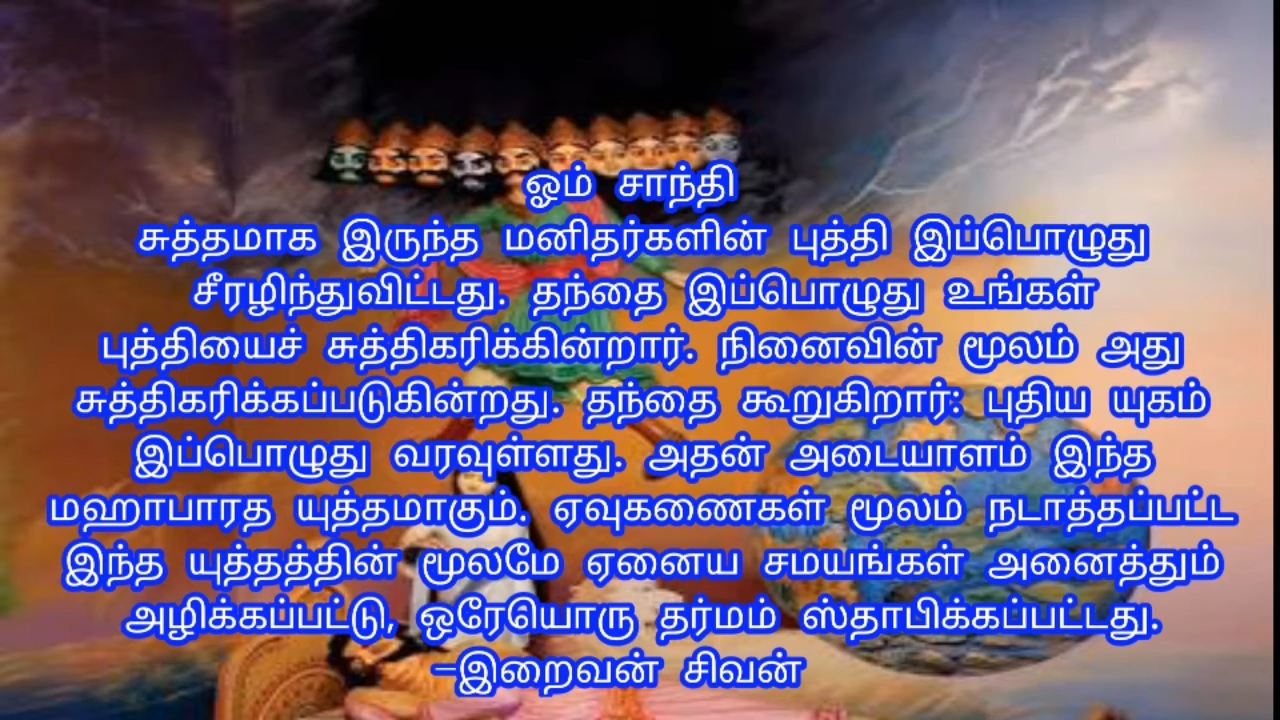 ஓம் சாந்தி
சுத்தமாக இருந்த மனிதர்களின் புத்தி இப்பொழுது
சீரழிந்துவிட்டது. தந்தை இப்பொழுது உங்கள்
புத்தியைச் சுத்திகரிக்கின்றார். நினைவின் மூலம் அது
சுத்திகரிக்கப்படுகின்றது. தந்தை கூறுகிறார்: புதிய யுகம்
இப்பொழுது வரவுள்ளது. அதன் அடையாளம் இந்த
மஹாபாரத யுத்தமாகும். ஏவுகணைகள் மூலம் நடாத்தப்பட்ட
இந்த யுத்தத்தின் மூலமே ஏனைய சமயங்கள் அனைத்தும்
அழிக்கப்பட்டு, ஒரேயொரு தர்மம் ஸ்தாபிக்கப்பட்டது.
-இறைவன் சிவன்